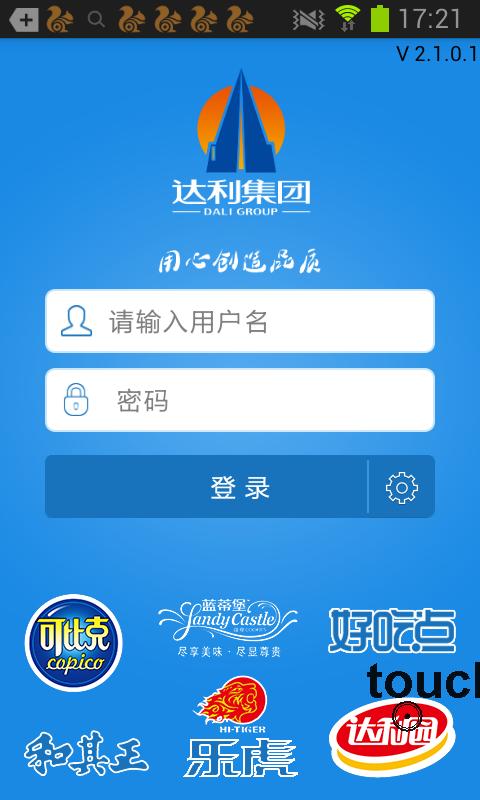 17:21
V 2.1.0.1
达利集团
DALI GROUP
用心创造品质
请输入用户名
密码
登录
可比克
copico
蓝蒂堡
Landy Castle
尽享美味·尽显尊贵
好吃点
touch
和其正
HI-TIGER
乐虎
达利园